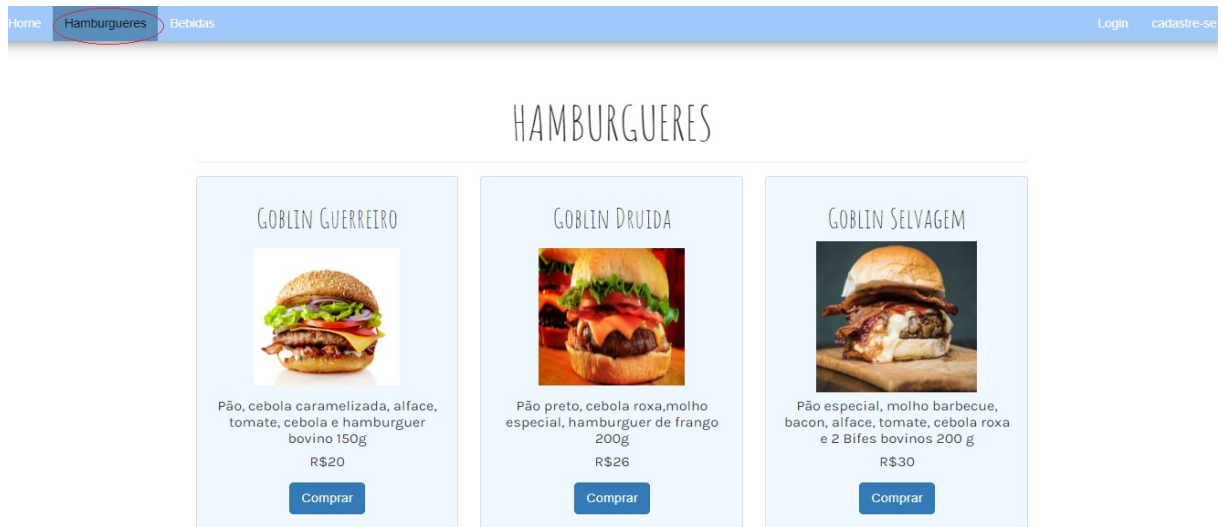 Home Hamburgueres Bebidas Login cadastre-se
HAMBURGUERES
Goblin Guerreiro
Pão, cebola caramelizada, alface,
tomate, cebola e hamburguer
bovino 150g
R$20
Comprar
Goblin Druida
Pão preto, cebola roxa,molho
especial, hamburguer de frango
200g
R$26
Comprar
Goblin Selvagem
Pão especial, molho barbecue,
bacon, alface, tomate, cebola roxa
e 2 Bifes bovinos 200 g
R$30
Comprar